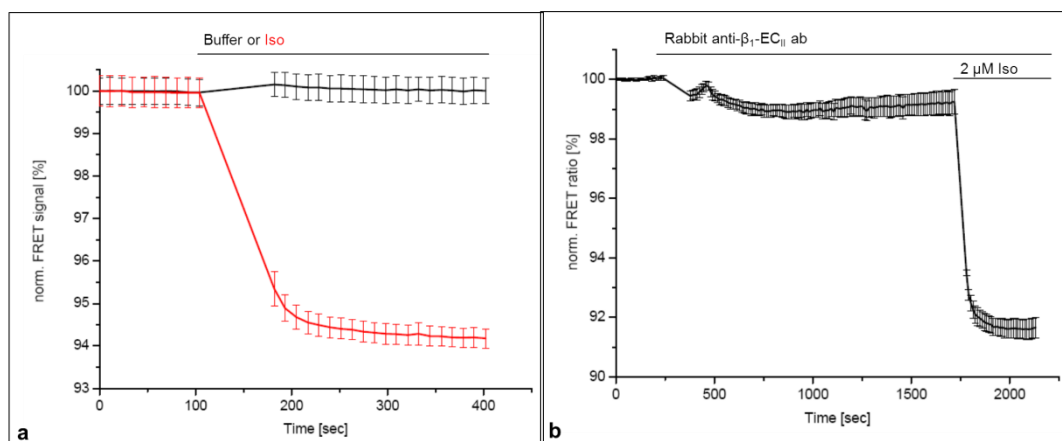 Buffer or Iso
norm. FRET signal [%]
100
99
98
97
96
95
94
93
0
100
200
300
400
Time [sec]
a
Rabbit anti-β₁-EC_II ab
2 µM Iso
norm. FRET ratio [%]
100
98
96
94
92
90
0
500
1000
1500
2000
Time [sec]
b